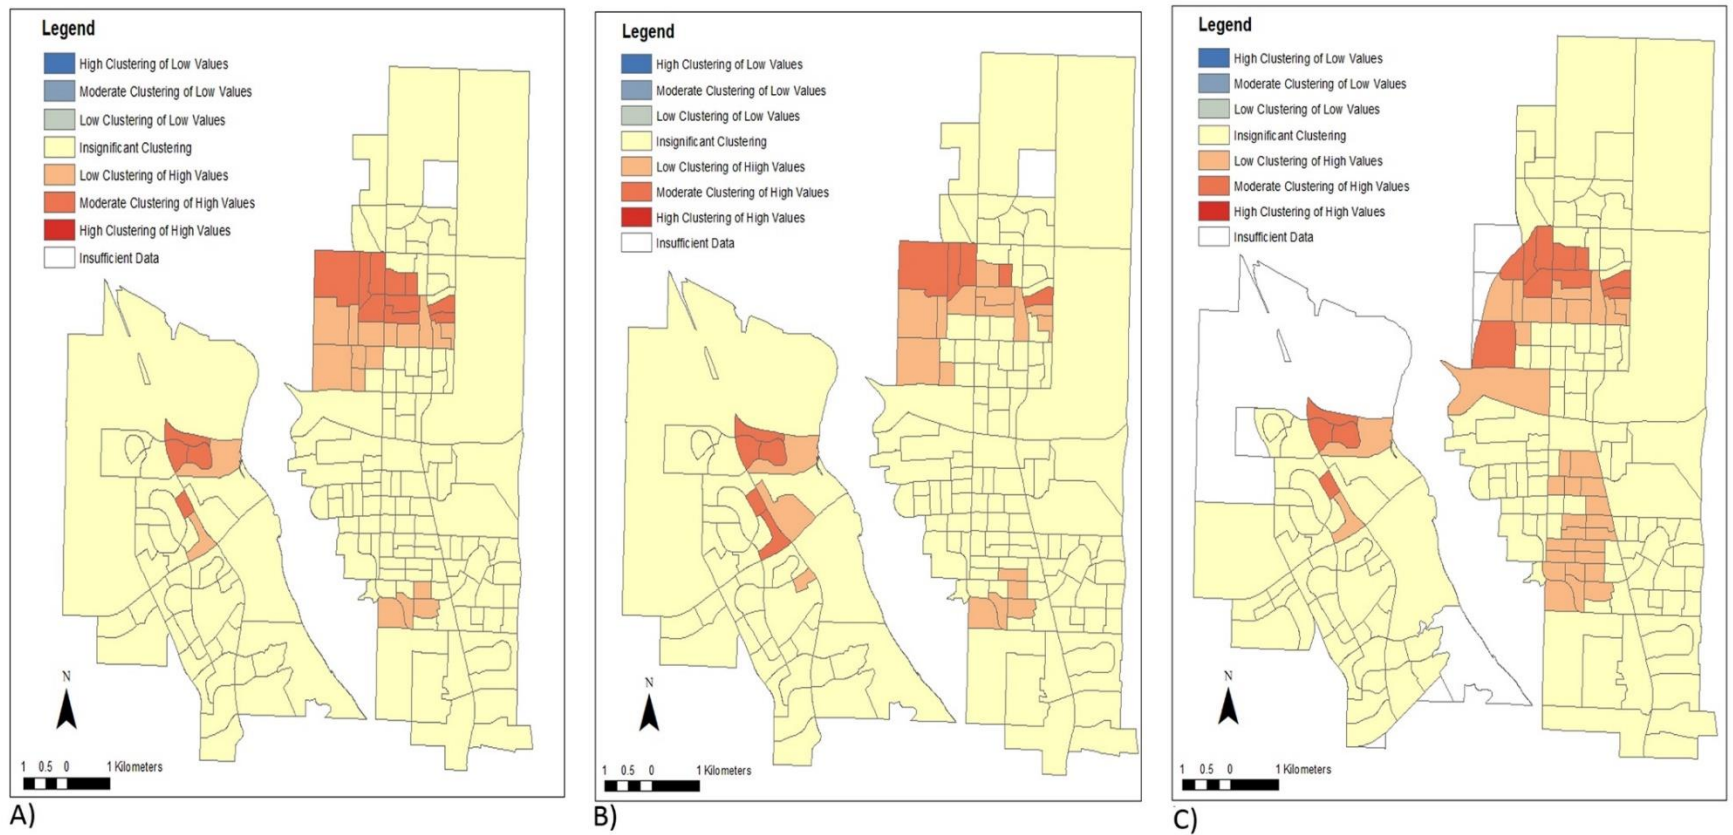 Legend
High Clustering of Low Values
Moderate Clustering of Low Values
Low Clustering of Low Values
Insignificant Clustering
Low Clustering of High Values
Moderate Clustering of High Values
High Clustering of High Values
Insufficient Data
N
1 0.5 0 1 Kilometers
A)
Legend
High Clustering of Low Values
Moderate Clustering of Low Values
Low Clustering of Low Values
Insignificant Clustering
Low Clustering of Hiigh Values
Moderate Clustering of High Values
High Clustering of High Values
Insufficient Data
N
1 0.5 0 1 Kilometers
B)
Legend
High Clustering of Low Values
Moderate Clustering of Low Values
Low Clustering of Low Values
Insignificant Clustering
Low Clustering of High Values
Moderate Clustering of High Values
High Clustering of High Values
Insufficient Data
N
1 0.5 0 1 Kilometers
C)